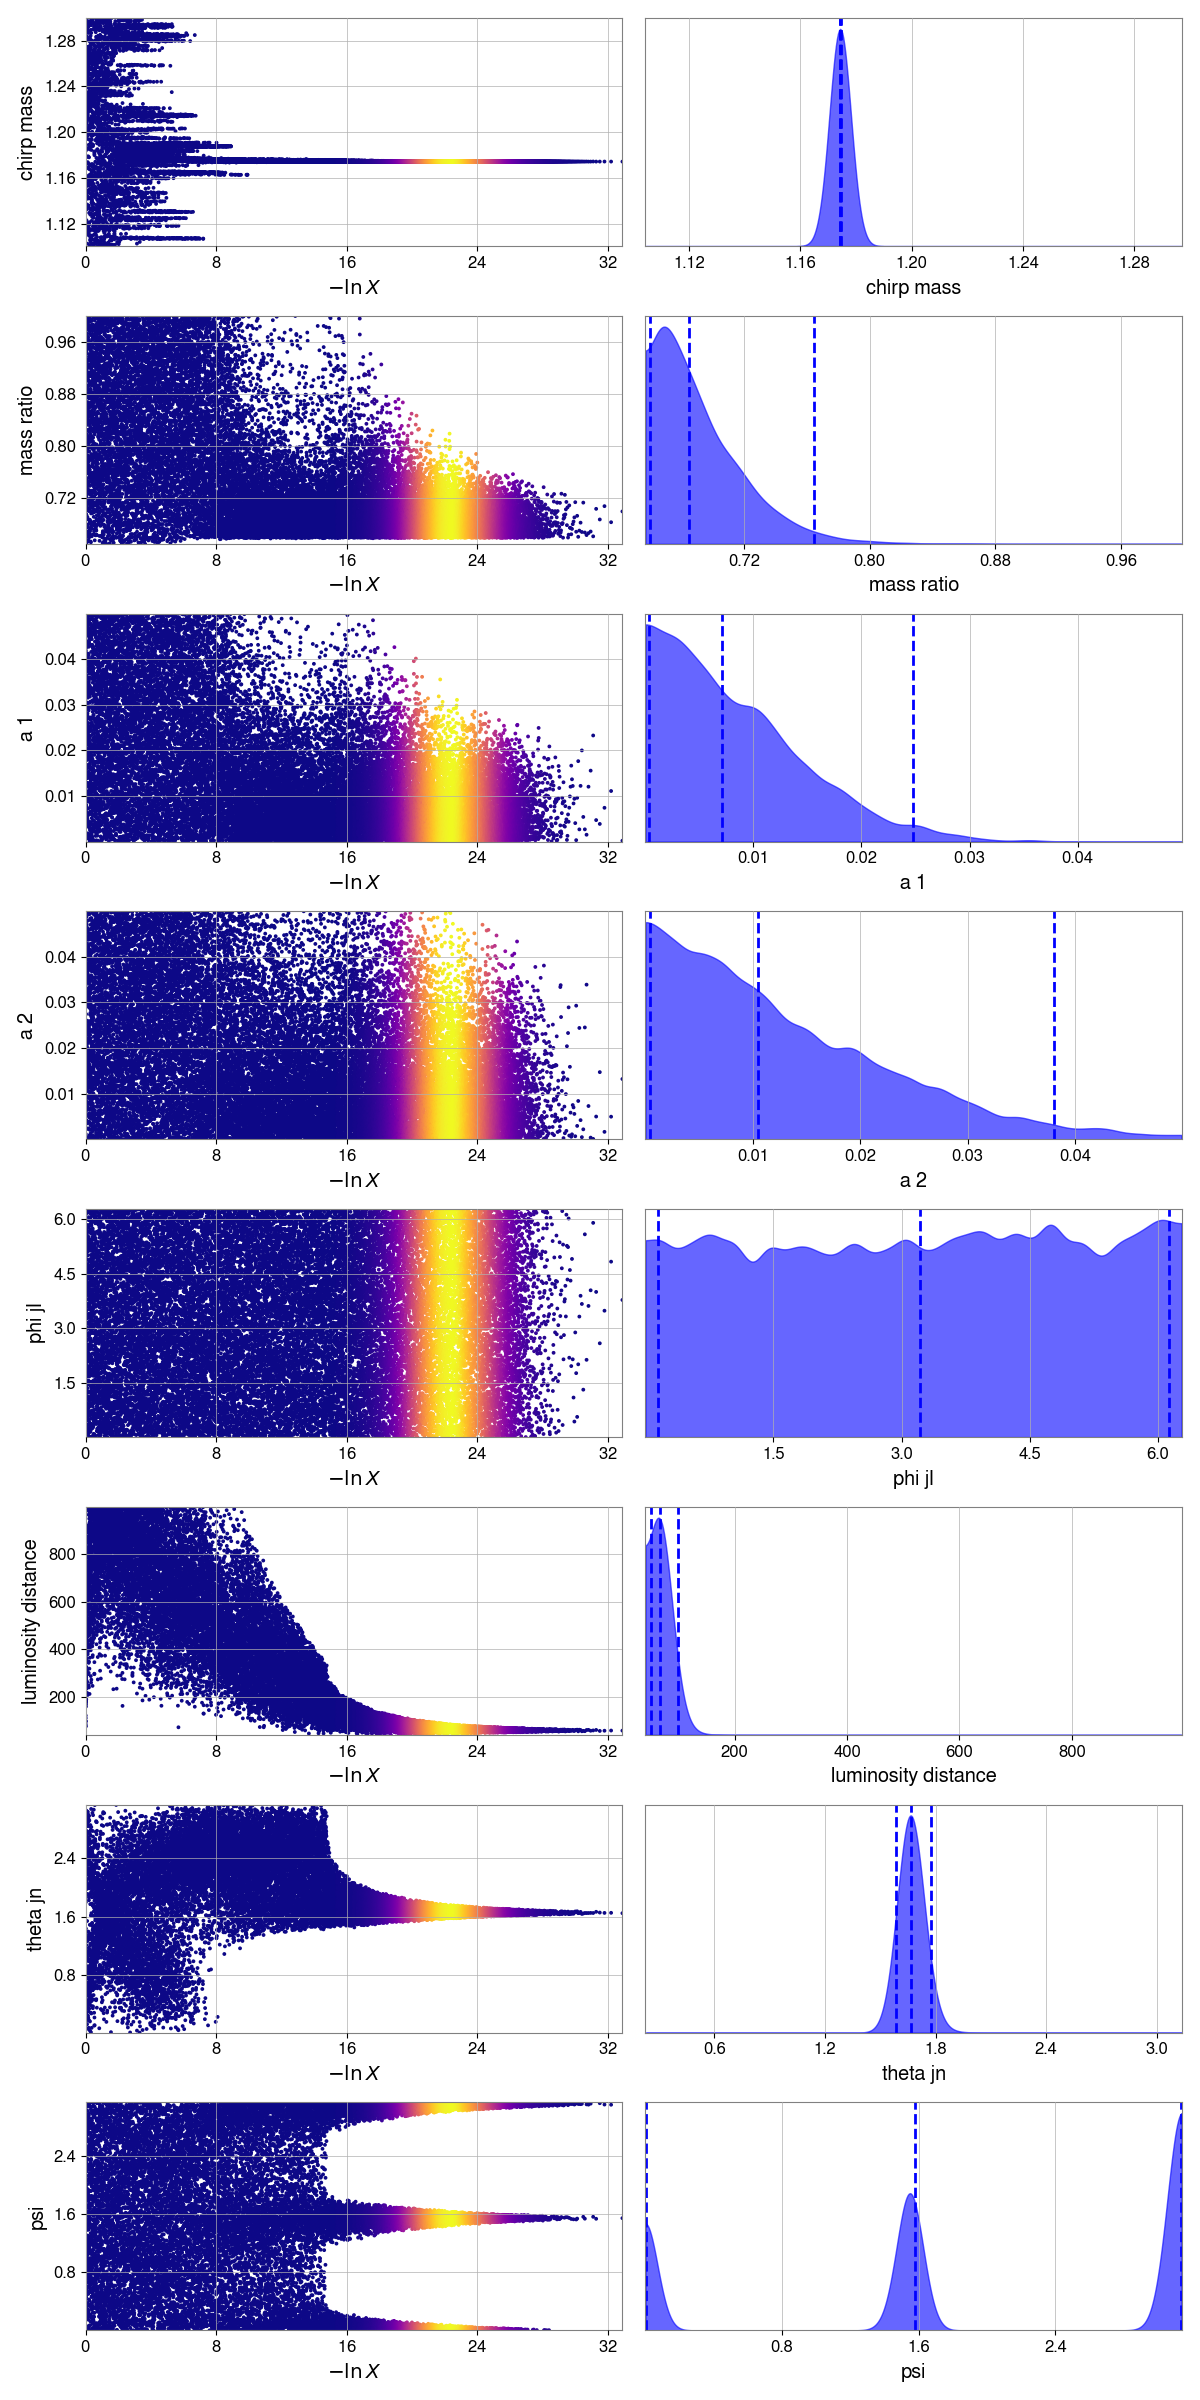 1.28
1.24
1.20
1.16
1.12
chirp mass
0 8 16 24 32
−ln X
1.12 1.16 1.20 1.24 1.28
chirp mass
0.96
0.88
0.80
0.72
mass ratio
0 8 16 24 32
−ln X
0.72 0.80 0.88 0.96
mass ratio
0.04
0.03
0.02
0.01
a 1
0 8 16 24 32
−ln X
0.01 0.02 0.03 0.04
a 1
0.04
0.03
0.02
0.01
a 2
0 8 16 24 32
−ln X
0.01 0.02 0.03 0.04
a 2
6.0
4.5
3.0
1.5
phi jl
0 8 16 24 32
−ln X
1.5 3.0 4.5 6.0
phi jl
800
600
400
200
luminosity distance
0 8 16 24 32
−ln X
200 400 600 800
luminosity distance
2.4
1.6
0.8
theta jn
0 8 16 24 32
−ln X
0.6 1.2 1.8 2.4 3.0
theta jn
2.4
1.6
0.8
psi
0 8 16 24 32
−ln X
0.8 1.6 2.4
psi